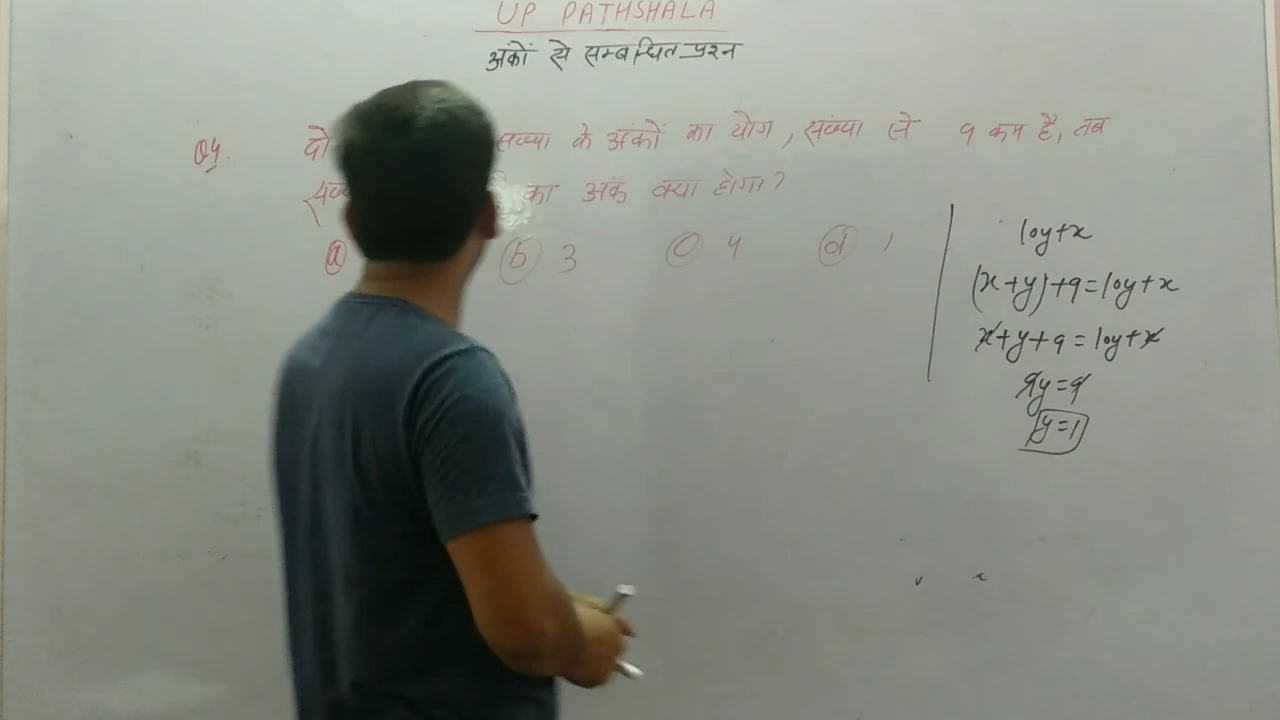 UP PATHSHALA
अंकों से सम्बन्धित प्रश्न
Q4. दो संख्या के अंकों का योग, संख्या से 9 कम है, तब
का अंक क्या होगा?
(a) (b) 3 (c) 4 (d) 1
10y+x
(x+y)+9=10y+x
x+y+9=10y+x
9y=9
y=1